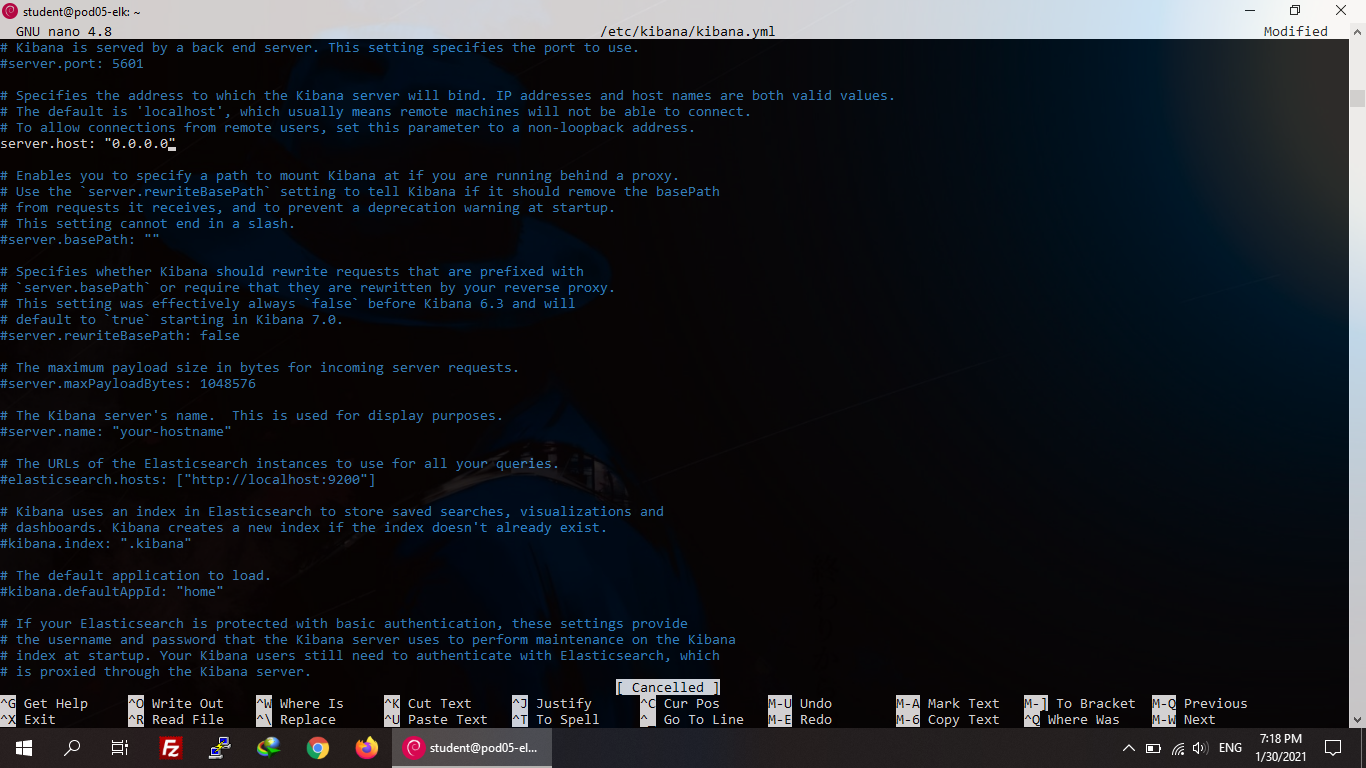 student@pod05-elk: ~
GNU nano 4.8 /etc/kibana/kibana.yml Modified
# Kibana is served by a back end server. This setting specifies the port to use.
#server.port: 5601
# Specifies the address to which the Kibana server will bind. IP addresses and host names are both valid values.
# The default is 'localhost', which usually means remote machines will not be able to connect.
# To allow connections from remote users, set this parameter to a non-loopback address.
server.host: "0.0.0.0"
# Enables you to specify a path to mount Kibana at if you are running behind a proxy.
# Use the `server.rewriteBasePath` setting to tell Kibana if it should remove the basePath
# from requests it receives, and to prevent a deprecation warning at startup.
# This setting cannot end in a slash.
#server.basePath: ""
# Specifies whether Kibana should rewrite requests that are prefixed with
# `server.basePath` or require that they are rewritten by your reverse proxy.
# This setting was effectively always `false` before Kibana 6.3 and will
# default to `true` starting in Kibana 7.0.
#server.rewriteBasePath: false
# The maximum payload size in bytes for incoming server requests.
#server.maxPayloadBytes: 1048576
# The Kibana server's name.  This is used for display purposes.
#server.name: "your-hostname"
# The URLs of the Elasticsearch instances to use for all your queries.
#elasticsearch.hosts: ["http://localhost:9200"]
# Kibana uses an index in Elasticsearch to store saved searches, visualizations and
# dashboards. Kibana creates a new index if the index doesn't already exist.
#kibana.index: ".kibana"
# The default application to load.
#kibana.defaultAppId: "home"
# If your Elasticsearch is protected with basic authentication, these settings provide
# the username and password that the Kibana server uses to perform maintenance on the Kibana
# index at startup. Your Kibana users still need to authenticate with Elasticsearch, which
# is proxied through the Kibana server.
[ Cancelled ]
^G Get Help ^O Write Out ^W Where Is ^K Cut Text ^J Justify ^C Cur Pos M-U Undo M-A Mark Text M-] To Bracket M-Q Previous
^X Exit ^R Read File ^\ Replace ^U Paste Text ^T To Spell ^_ Go To Line M-E Redo M-6 Copy Text ^Q Where Was M-W Next
student@pod05-el... ENG 7:18 PM
1/30/2021